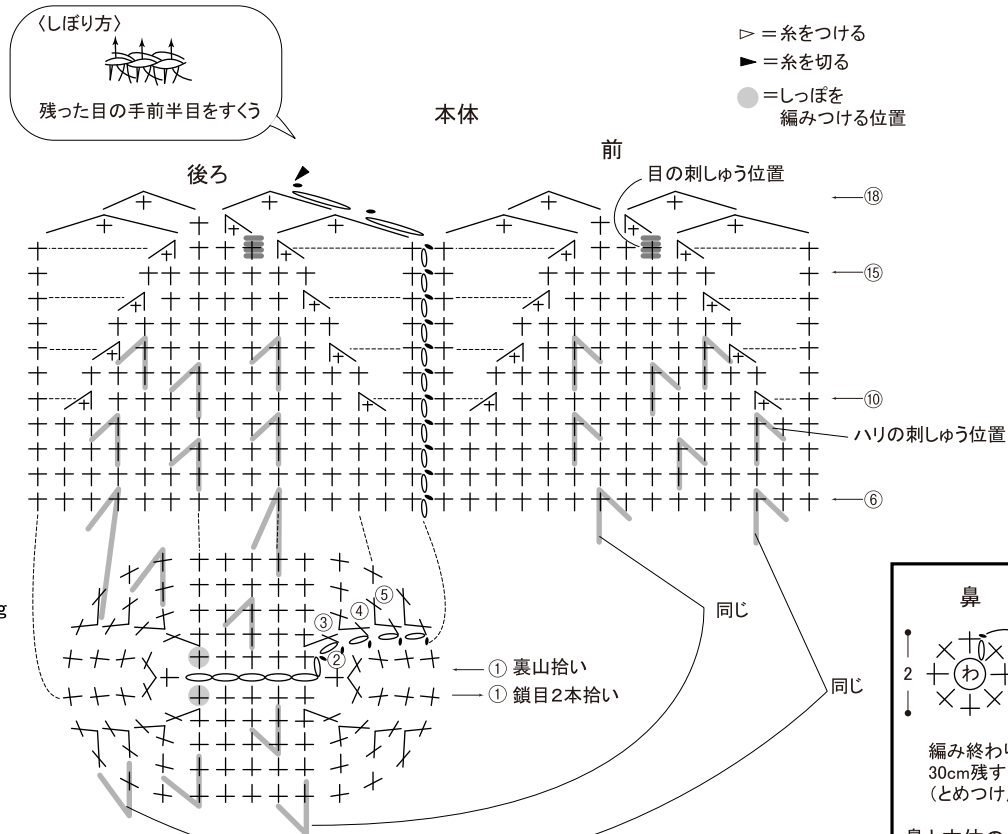 〈しぼり方〉
残った目の手前半目をすくう
▷ =糸をつける
▶ =糸を切る
=しっぽを
編みつける位置
本体
後ろ
前
目の刺しゅう位置
⑱
⑮
⑩
ハリの刺しゅう位置
⑥
g
⑤
④
③
②
① 裏山拾い
① 鎖目2本拾い
同じ
同じ
鼻
2
わ
編み終わり
30cm残す
(とめつけ